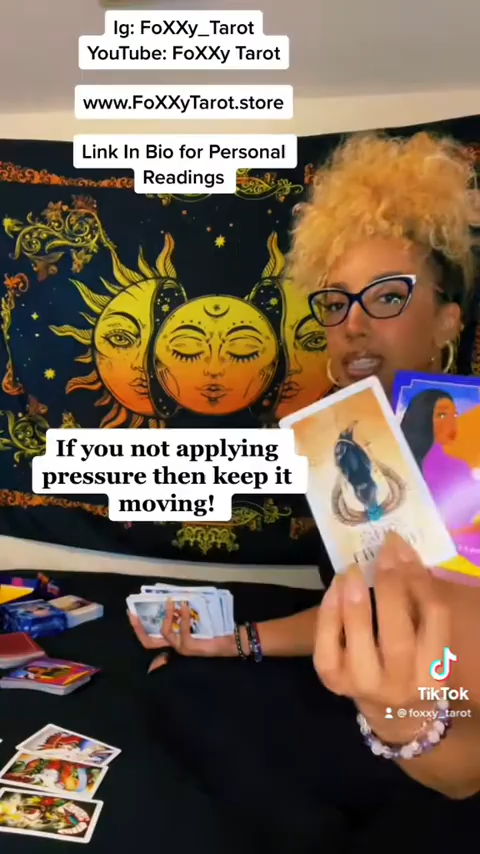 Ig: FoXXy_Tarot
YouTube: FoXXy Tarot
www.FoXXyTarot.store
Link In Bio for Personal
Readings
If you not applying
pressure then keep it
moving!
TikTok
@foxxy_tarot